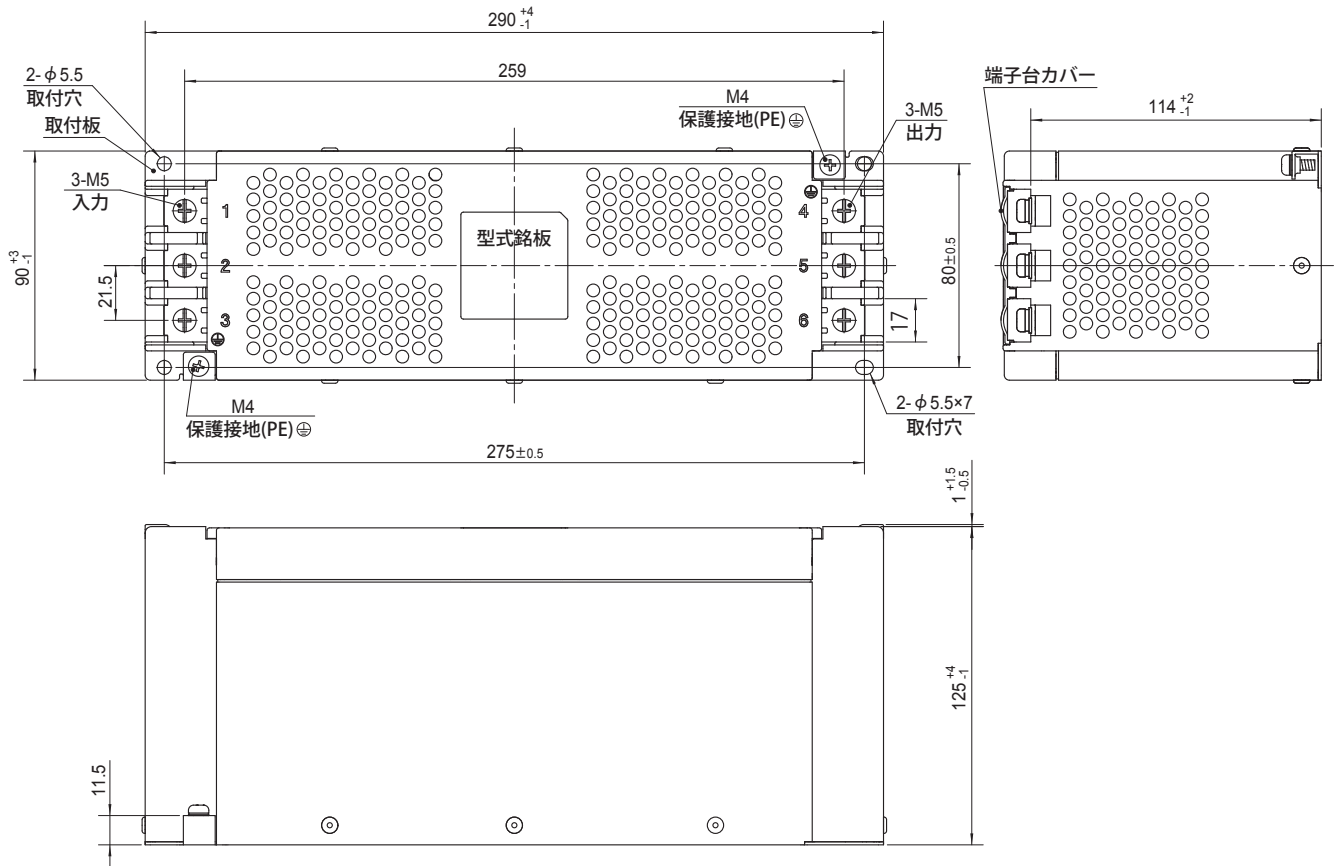 290 +4 -1
259
2-φ5.5
取付穴
取付板
M4
保護接地(PE)
3-M5
出力
端子台カバー
114 +2 -1
3-M5
入力
1
4
型式銘板
90 +3 -1
2
5
80±0.5
21.5
17
3
6
M4
保護接地(PE)
2-φ5.5×7
取付穴
275±0.5
1 +1.5 -0.5
125 +4 -1
11.5